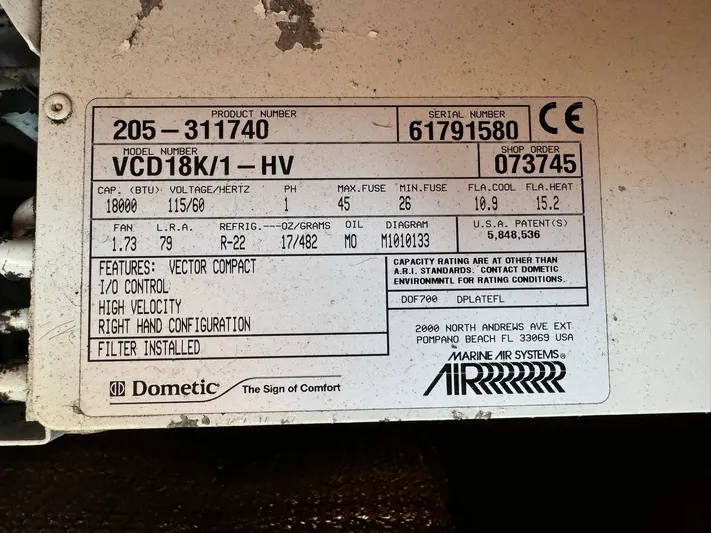 PRODUCT NUMBER
205-311740
SERIAL NUMBER
61791580
CE
MODEL NUMBER
VCD18K/1-HV
SHOP ORDER
073745
CAP. (BTU) VOLTAGE/HERTZ PH MAX.FUSE MIN.FUSE FLA.COOL FLA.HEAT
18000 115/60 1 45 26 10.9 15.2
FAN L.R.A. REFRIG.---OZ/GRAMS OIL DIAGRAM
1.73 79 R-22 17/482 MO M1010133
U.S.A. PATENT(S)
5,848,536
FEATURES: VECTOR COMPACT
I/O CONTROL
HIGH VELOCITY
RIGHT HAND CONFIGURATION
FILTER INSTALLED
CAPACITY RATING ARE AT OTHER THAN
A.R.I. STANDARDS. CONTACT DOMETIC
ENVIRONMNTL FOR RATING CONDITIONS.
DOF700 DPLATEFL
2000 NORTH ANDREWS AVE EXT
POMPANO BEACH FL 33069 USA
MARINE AIR SYSTEMS®
AIRRRRRRR
Dometic The Sign of Comfort